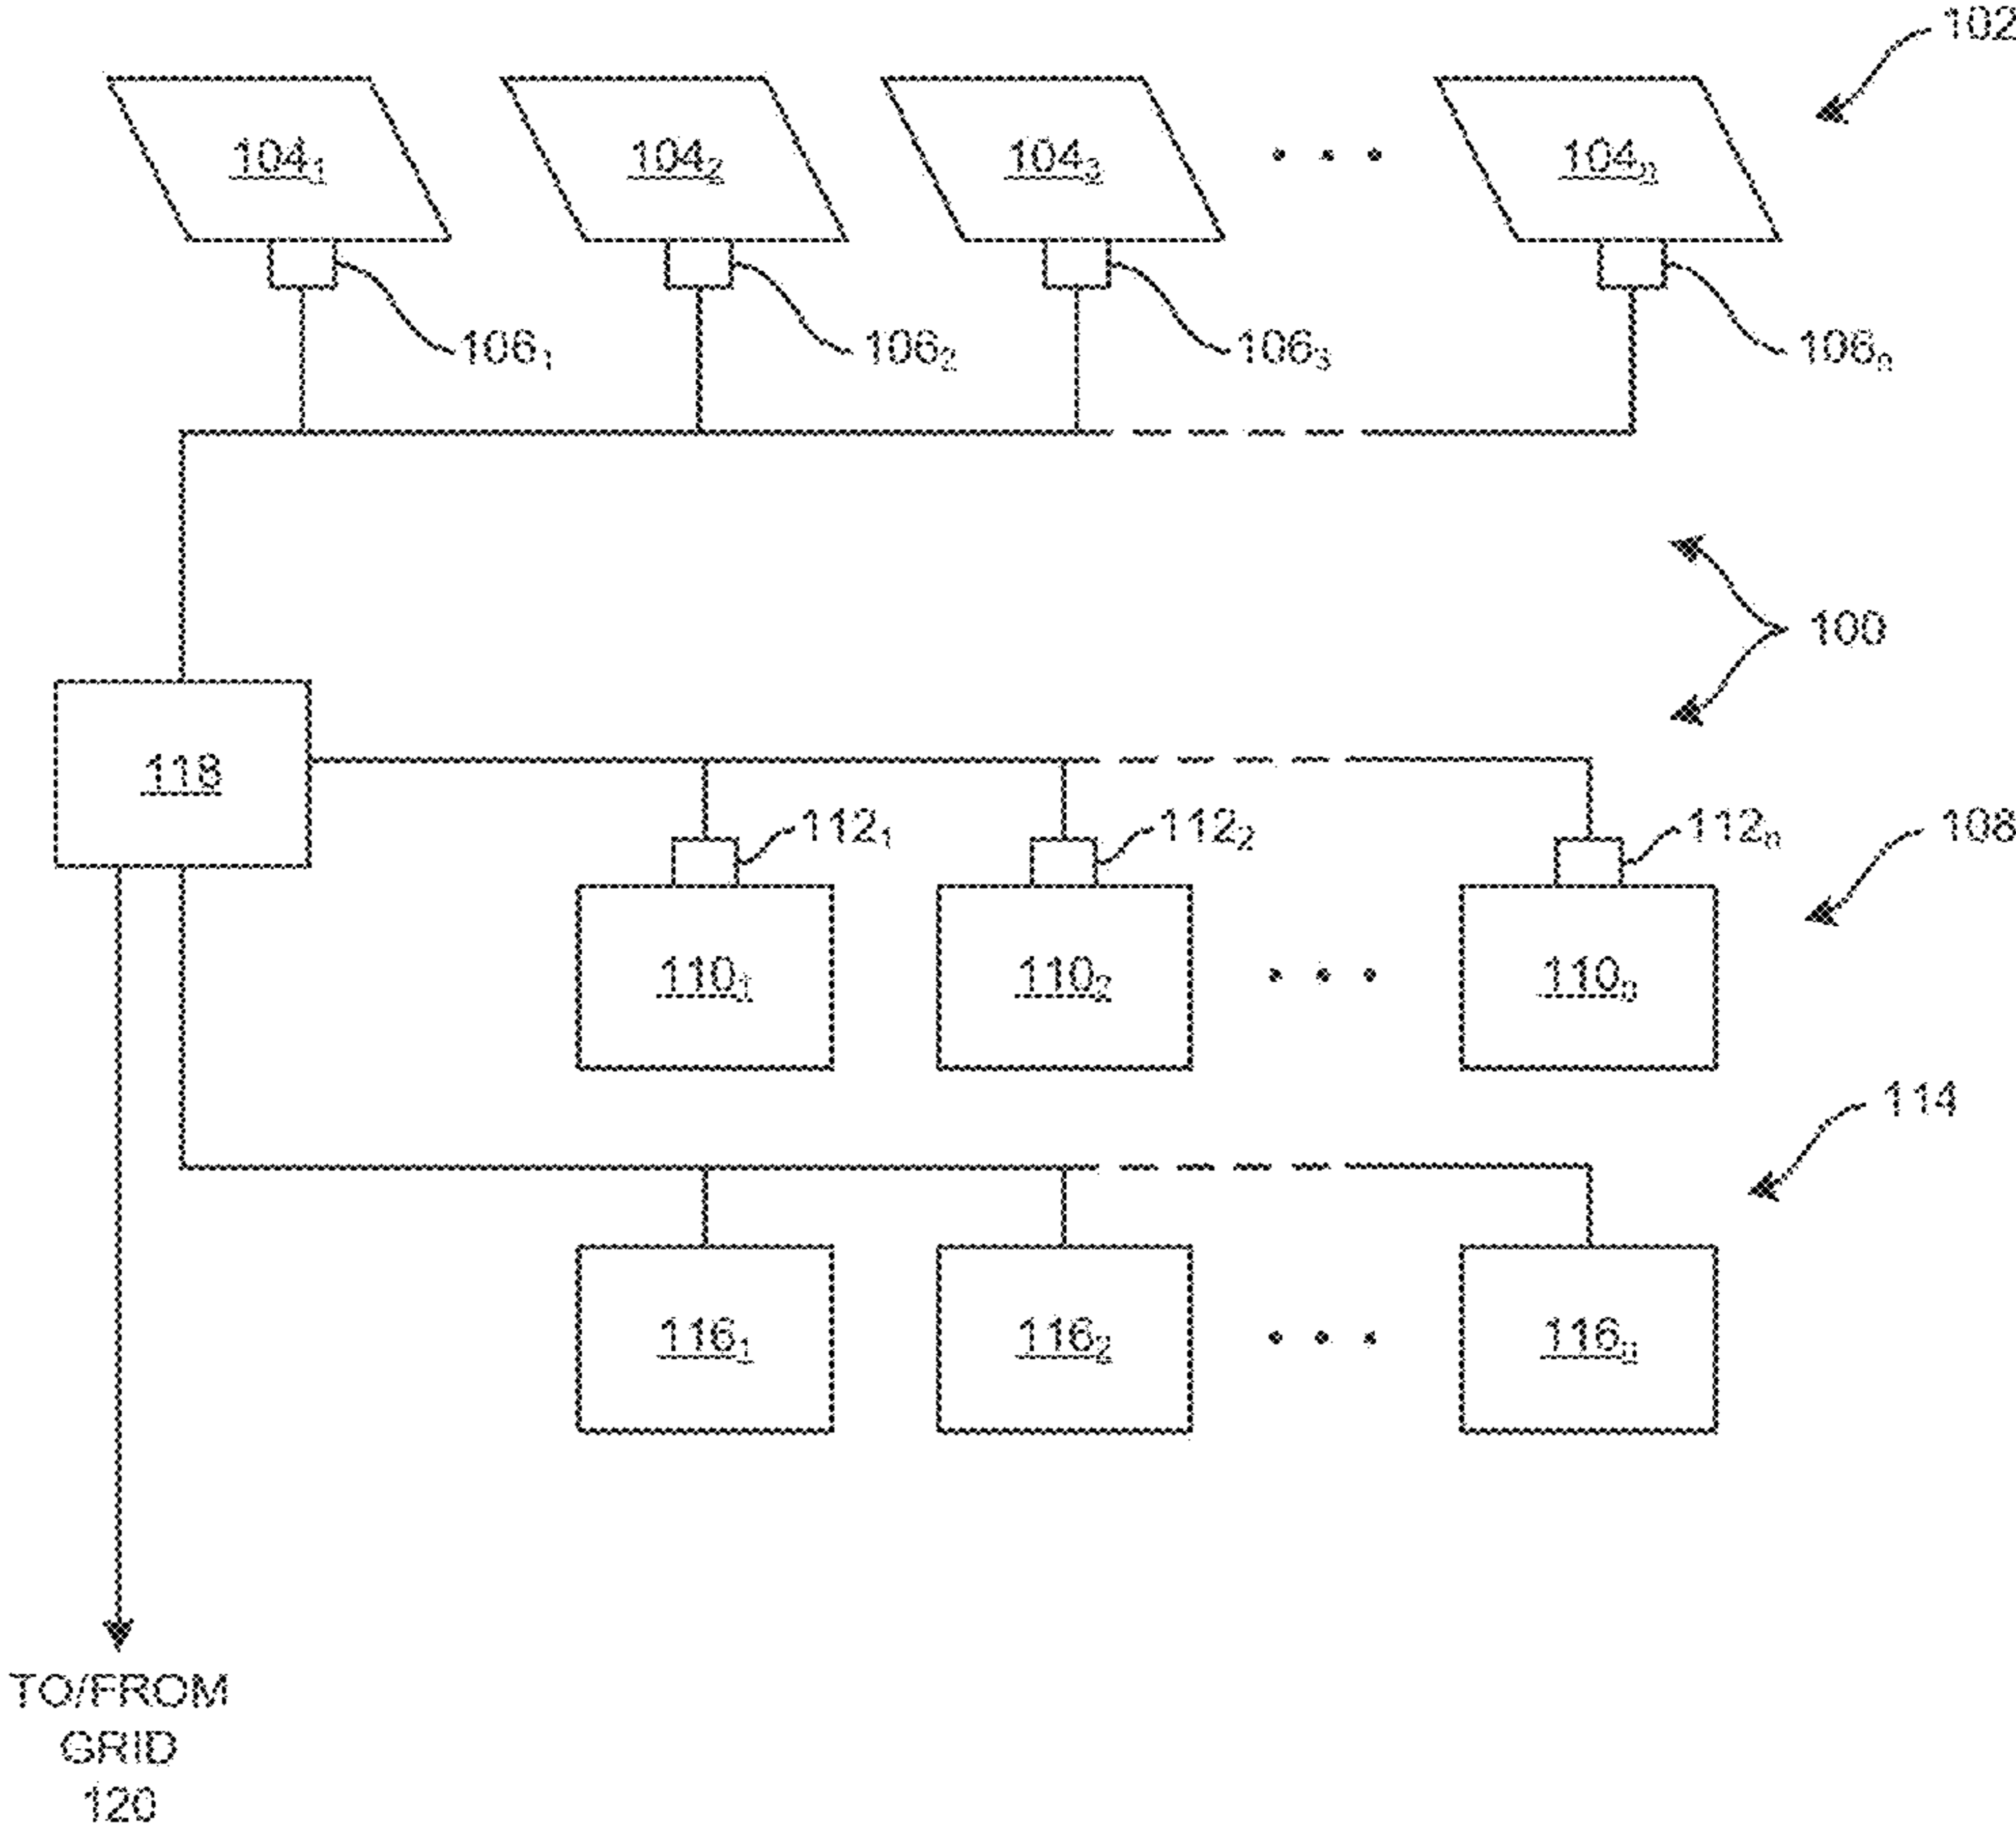 102
104₁ 104₂ 104₃ 104ₙ
106₁ 106₂ 106₃ 106ₙ
100
118
112₁ 112₂ 112ₙ
108
110₁ 110₂ 110ₙ
114
116₁ 116₂ 116ₙ
TO/FROM
GRID
120